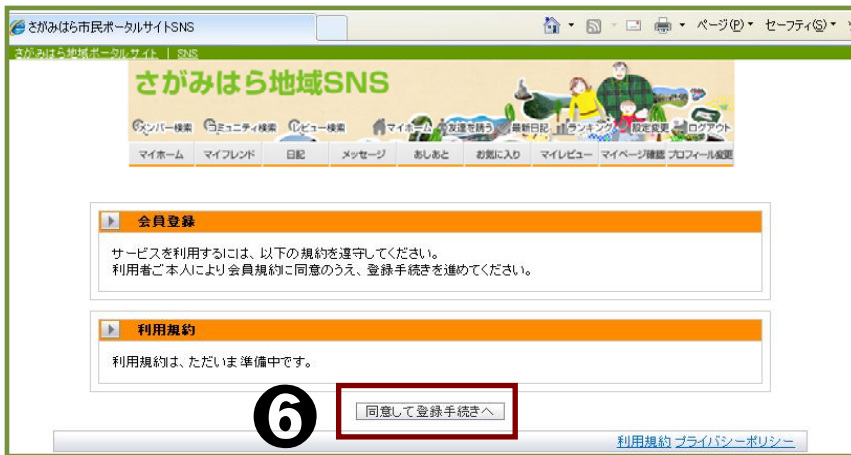 さがみはら市民ポータルサイトSNS
ページ(P)▼ セーフティ(S)▼
さがみはら地域ポータルサイト | SNS
さがみはら地域SNS
メンバー検索 コミュニティ検索 レビュー検索 マイホーム 友達を誘う 最新日記 ランキング 設定変更 ログアウト
マイホーム マイフレンド 日記 メッセージ あしあと お気に入り マイレビュー マイページ確認 プロフィール変更
会員登録
サービスを利用するには、以下の規約を遵守してください。
利用者ご本人により会員規約に同意のうえ、登録手続きを進めてください。
利用規約
利用規約は、ただいま準備中です。
❻ 同意して登録手続きへ
利用規約 プライバシーポリシー